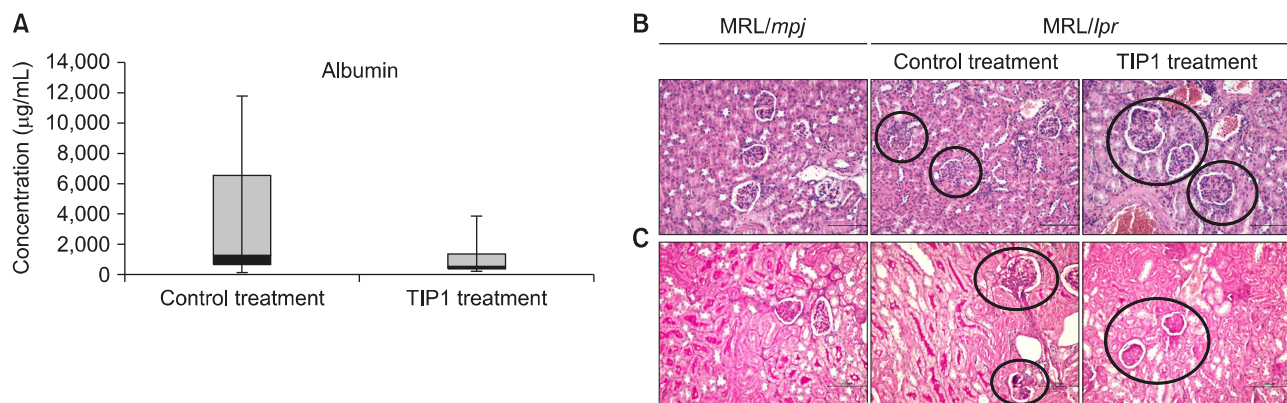 A
Albumin
Concentration (µg/mL)
14,000
12,000
10,000
8,000
6,000
4,000
2,000
0
Control treatment
TIP1 treatment
B
MRL/mpj
MRL/lpr
Control treatment
TIP1 treatment
C